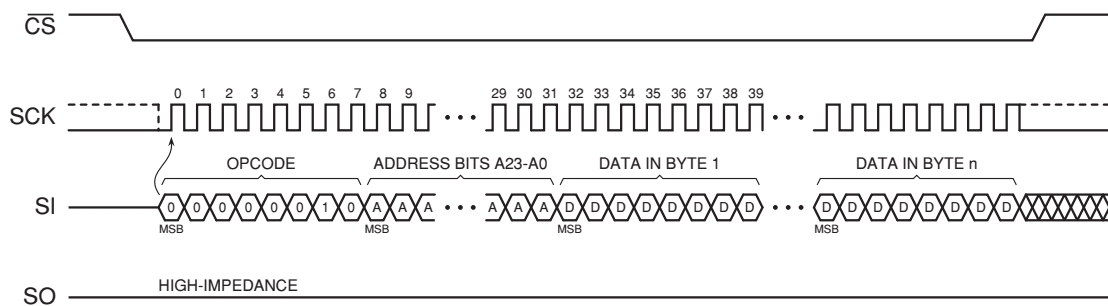 CS
SCK
0 1 2 3 4 5 6 7 8 9 29 30 31 32 33 34 35 36 37 38 39
OPCODE ADDRESS BITS A23-A0 DATA IN BYTE 1 DATA IN BYTE n
SI
0 0 0 0 0 0 1 0 A A A A A A D D D D D D D D D D D D D D D D
MSB MSB MSB MSB
SO
HIGH-IMPEDANCE